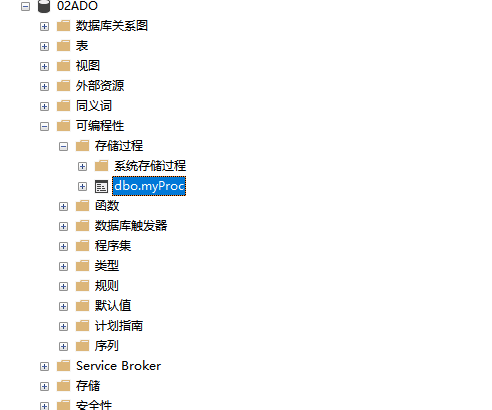 02ADO
数据库关系图
表
视图
外部资源
同义词
可编程性
存储过程
系统存储过程
dbo.myProc
函数
数据库触发器
程序集
类型
规则
默认值
计划指南
序列
Service Broker
存储
安全性